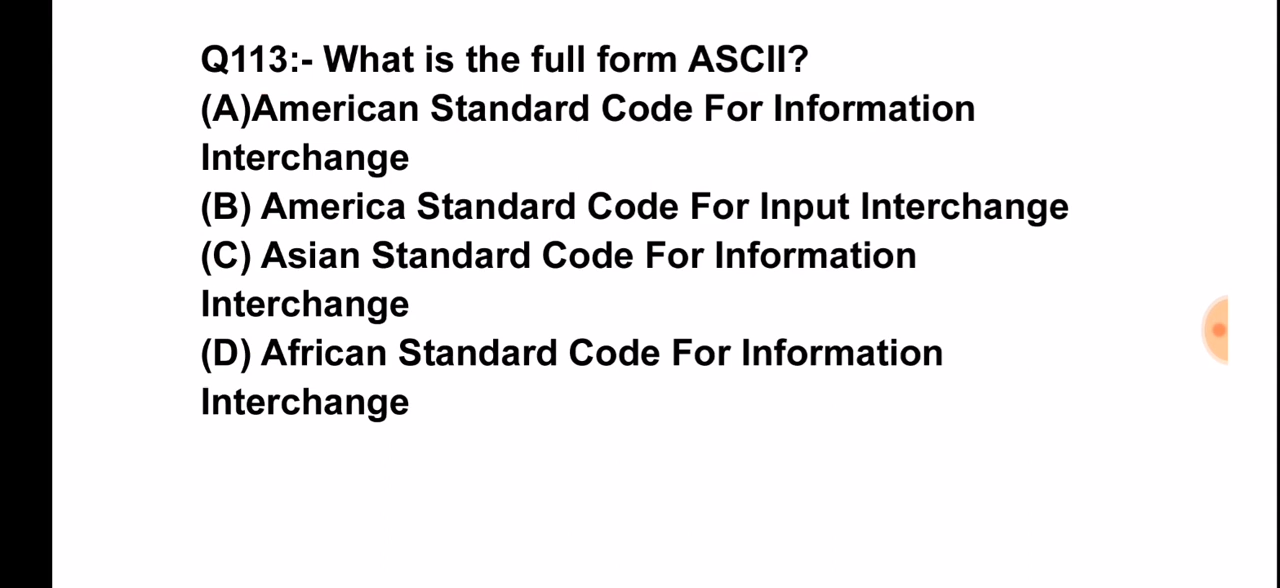 Q113:- What is the full form ASCII?
(A)American Standard Code For Information
Interchange
(B) America Standard Code For Input Interchange
(C) Asian Standard Code For Information
Interchange
(D) African Standard Code For Information
Interchange